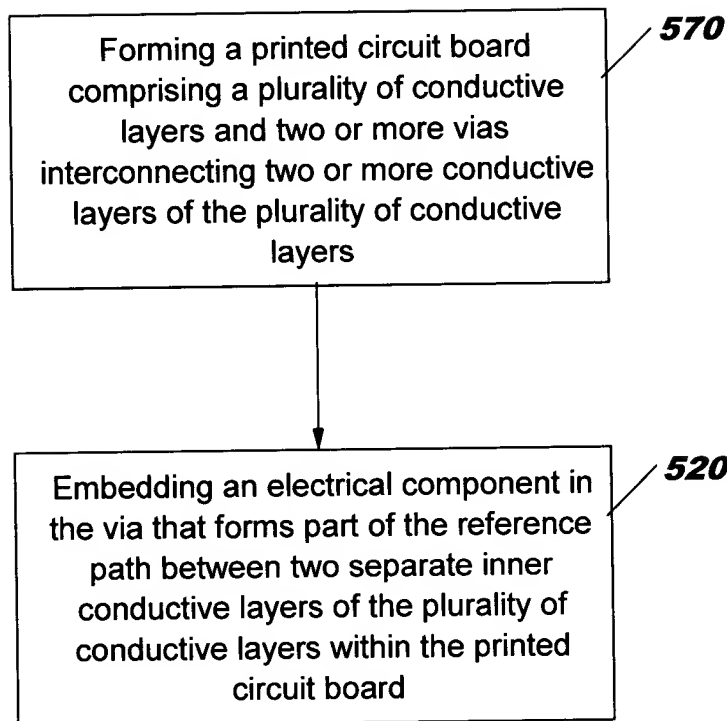 Forming a printed circuit board
comprising a plurality of conductive
layers and two or more vias
interconnecting two or more conductive
layers of the plurality of conductive
layers
570
Embedding an electrical component in
the via that forms part of the reference
path between two separate inner
conductive layers of the plurality of
conductive layers within the printed
circuit board
520